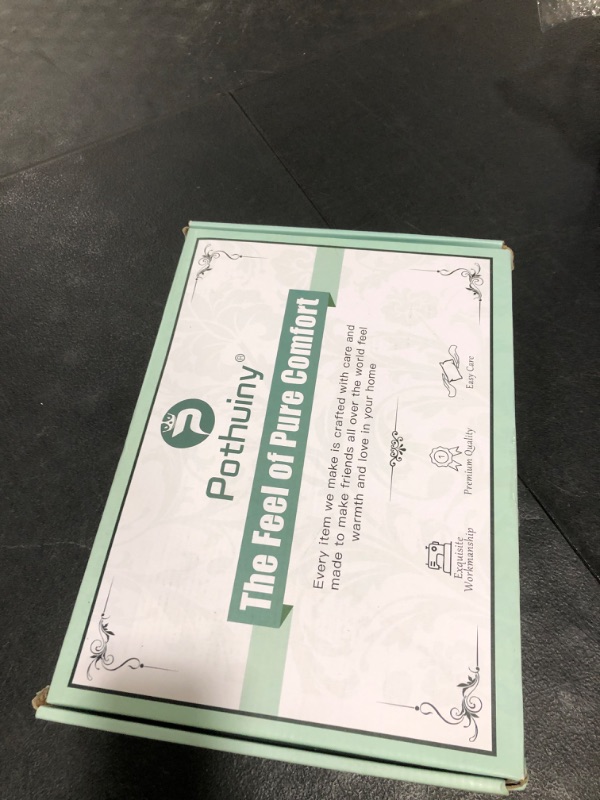 Pothuiny®
The Feel of Pure Comfort
Every item we make is crafted with care and
made to make friends all over the world feel
warmth and love in your home
Exquisite
Workmanship
Premium Quality
Easy Care